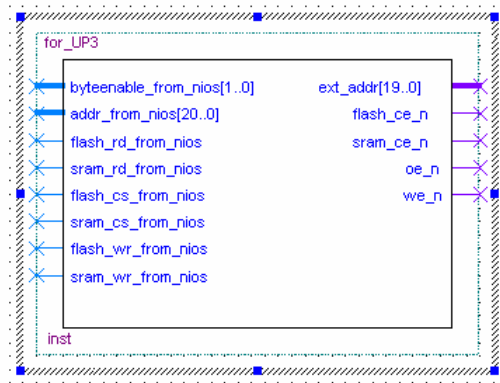 for_UP3
byteenable_from_nios[1..0] ext_addr[19..0]
addr_from_nios[20..0] flash_ce_n
flash_rd_from_nios sram_ce_n
sram_rd_from_nios oe_n
flash_cs_from_nios we_n
sram_cs_from_nios
flash_wr_from_nios
sram_wr_from_nios
inst